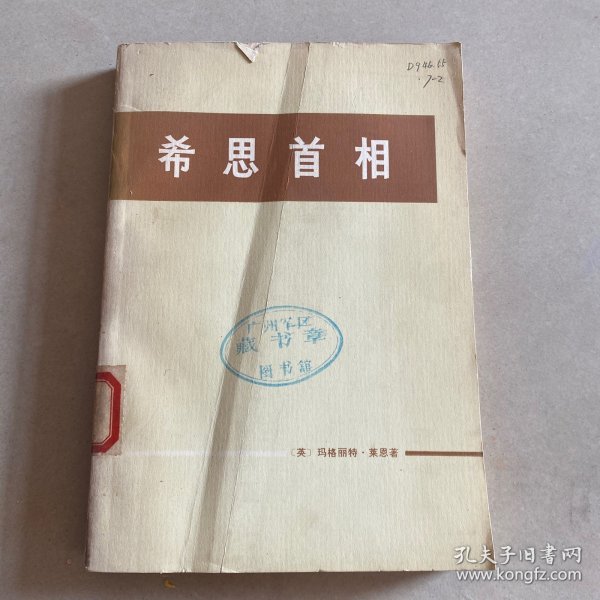 D946.65
·7-2
希思首相
广州军区
藏书章
图书馆
〔英〕玛格丽特·莱恩著
孔夫子旧书网
www.kongfz.com